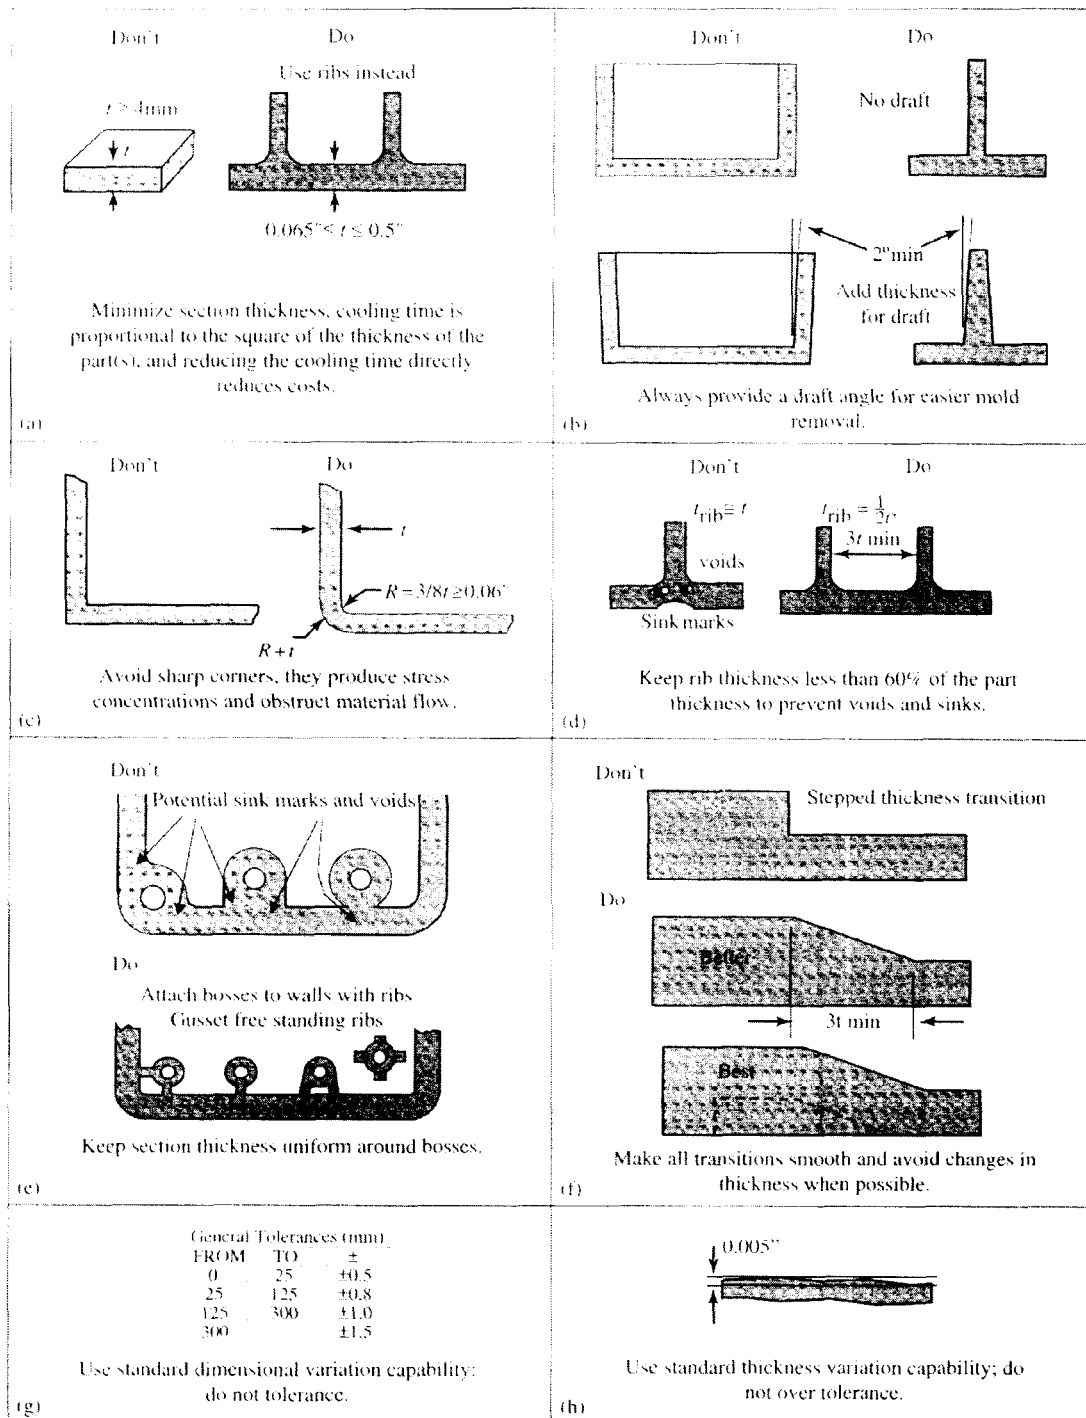 Don't
Do
Use ribs instead
t > 4mm
t
0.065"< t ≤ 0.5"
Minimize section thickness, cooling time is
proportional to the square of the thickness of the
part(s), and reducing the cooling time directly
reduces costs.
(a)
Don't
Do
No draft
2°min
Add thickness
for draft
Always provide a draft angle for easier mold
removal.
(b)
Don't
Do
t
R=3/8t≥0.06"
R+t
Avoid sharp corners, they produce stress
concentrations and obstruct material flow.
(c)
Don't
Do
t rib ≅ t
voids
Sink marks
t rib = 1/2t,
3t min
Keep rib thickness less than 60% of the part
thickness to prevent voids and sinks.
(d)
Don't
Potential sink marks and voids
Do
Attach bosses to walls with ribs
Gusset free standing ribs
Keep section thickness uniform around bosses.
(e)
Don't
Stepped thickness transition
Do
Better
3t min
Best
Make all transitions smooth and avoid changes in
thickness when possible.
(f)
General Tolerances (mm)
FROM TO ±
0 25 ±0.5
25 125 ±0.8
125 300 ±1.0
300 ±1.5
Use standard dimensional variation capability;
do not tolerance.
(g)
0.005"
Use standard thickness variation capability; do
not over tolerance.
(h)